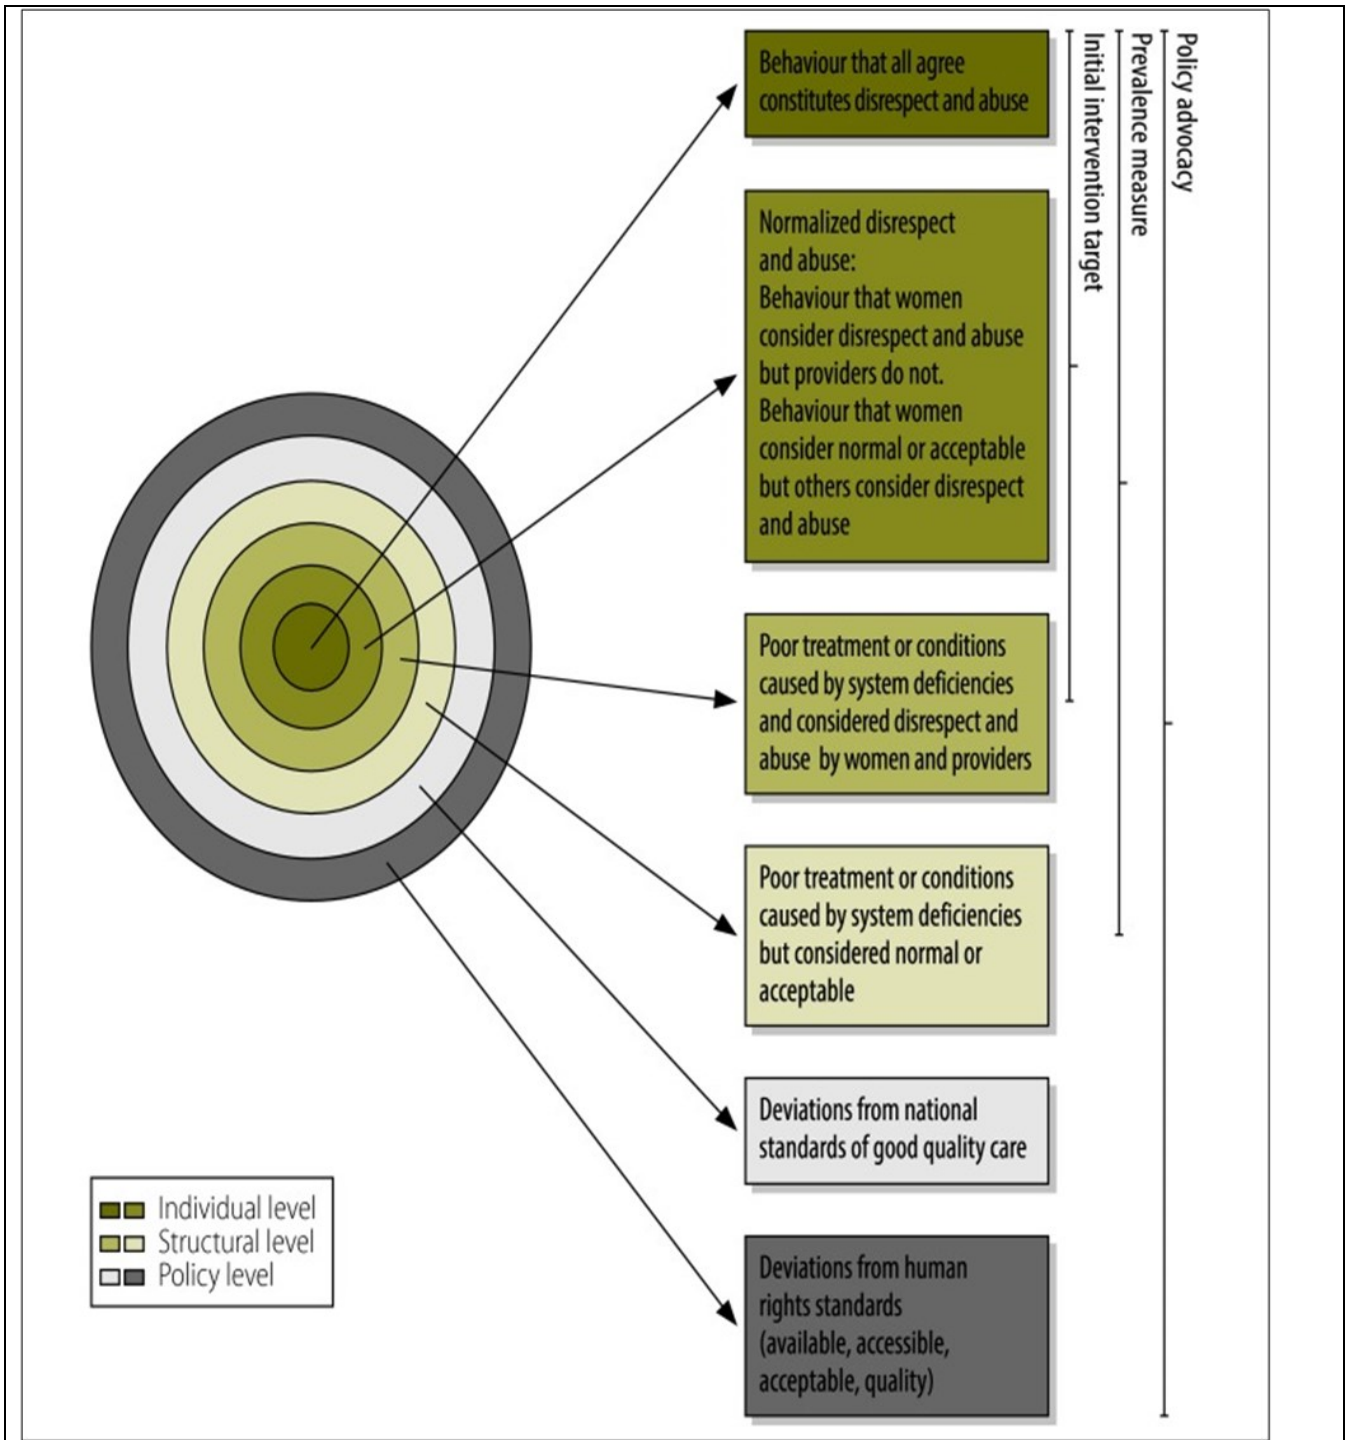 Behaviour that all agree
constitutes disrespect and abuse
Normalized disrespect
and abuse:
Behaviour that women
consider disrespect and abuse
but providers do not.
Behaviour that women
consider normal or acceptable
but others consider disrespect
and abuse
Poor treatment or conditions
caused by system deficiencies
and considered disrespect and
abuse by women and providers
Poor treatment or conditions
caused by system deficiencies
but considered normal or
acceptable
Deviations from national
standards of good quality care
Deviations from human
rights standards
(available, accessible,
acceptable, quality)
Initial intervention target
Prevalence measure
Policy advocacy
Individual level
Structural level
Policy level